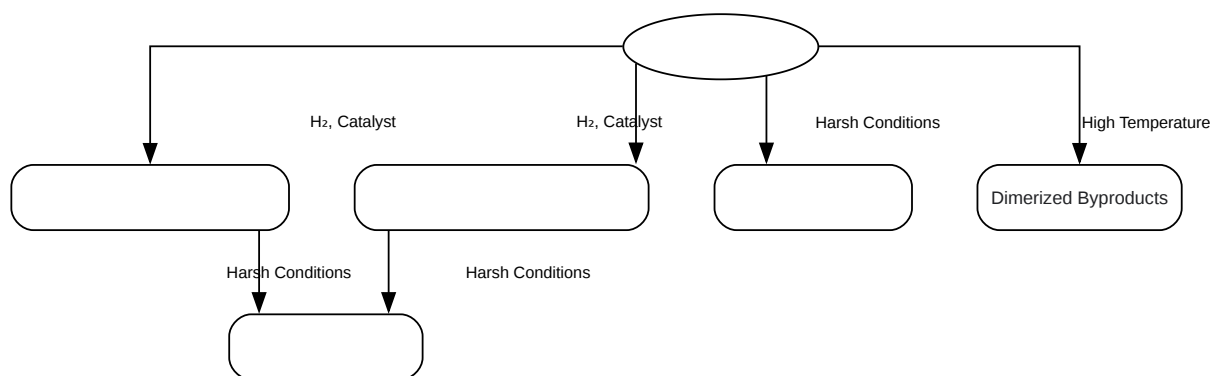 H₂, Catalyst
H₂, Catalyst
Harsh Conditions
High Temperature
Dimerized Byproducts
Harsh Conditions
Harsh Conditions